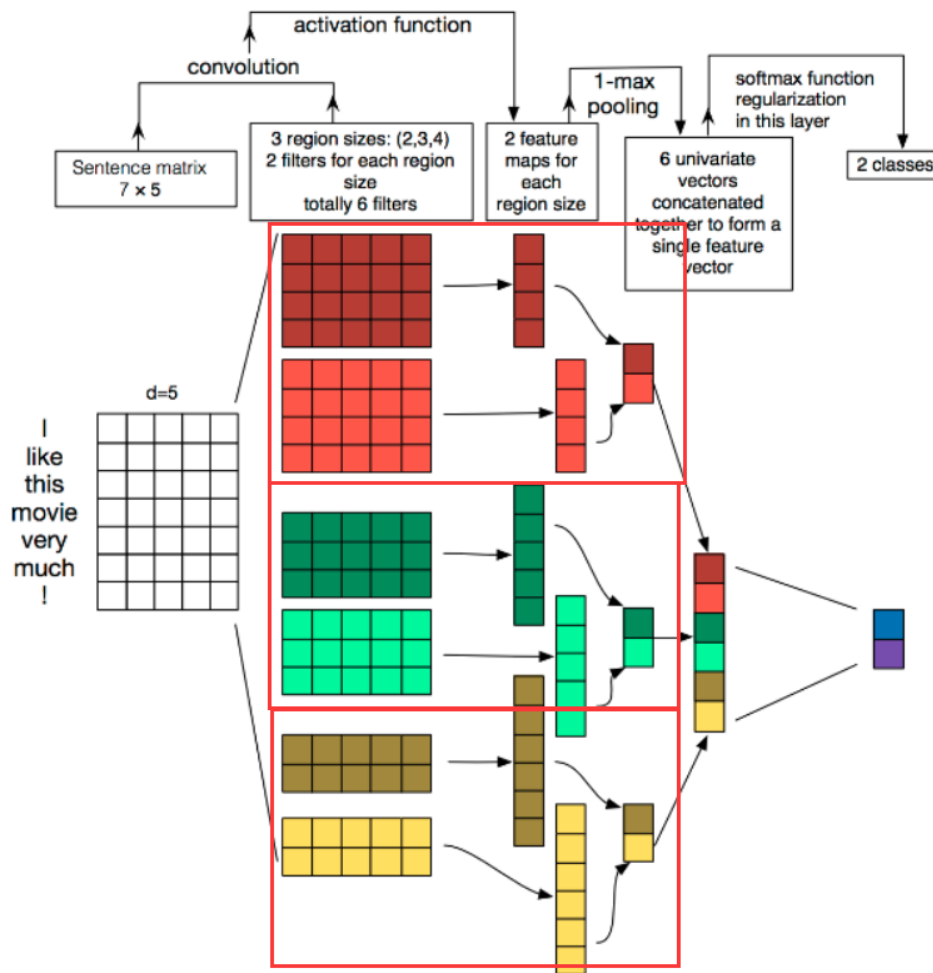 activation function
convolution
1-max
pooling
softmax function
regularization
in this layer
Sentence matrix
7 × 5
3 region sizes: (2,3,4)
2 filters for each region
size
totally 6 filters
2 feature
maps for
each
region size
6 univariate
vectors
concatenated
together to form a
single feature
vector
2 classes
d=5
I
like
this
movie
very
much
!